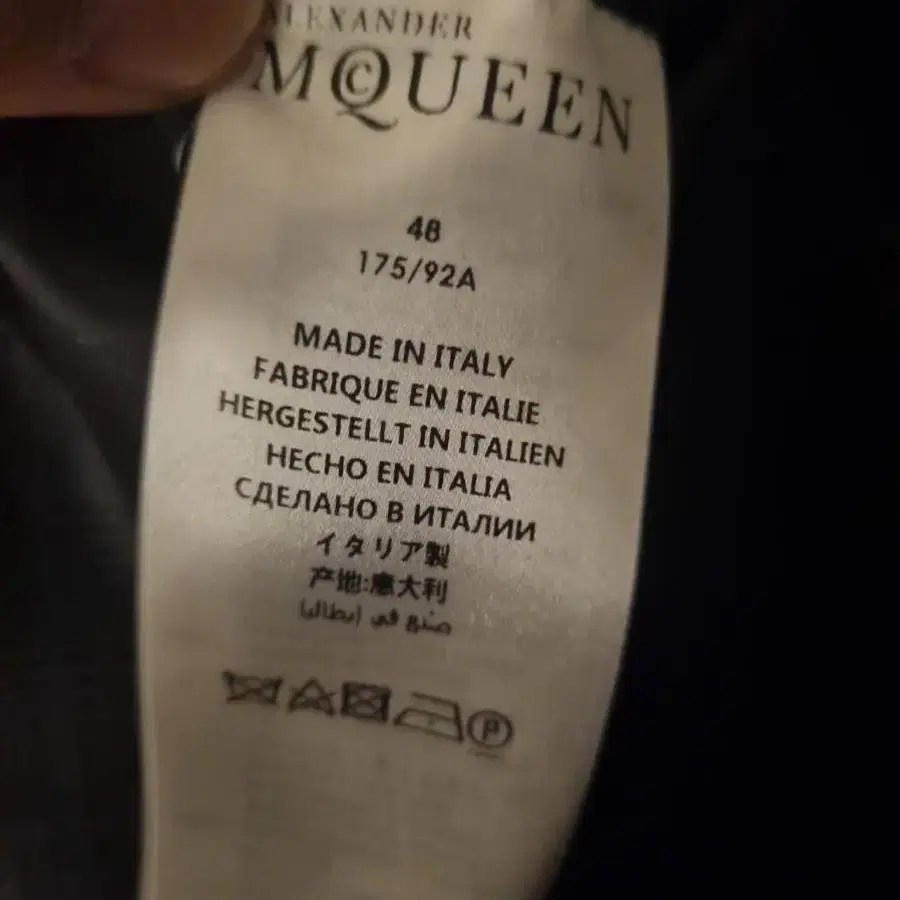 ALEXANDER
McQUEEN
48
175/92A
MADE IN ITALY
FABRIQUE EN ITALIE
HERGESTELLT IN ITALIEN
HECHO EN ITALIA
СДЕЛАНО В ИТАЛИИ
イタリア製
产地:意大利
صنع في إيطاليا
P